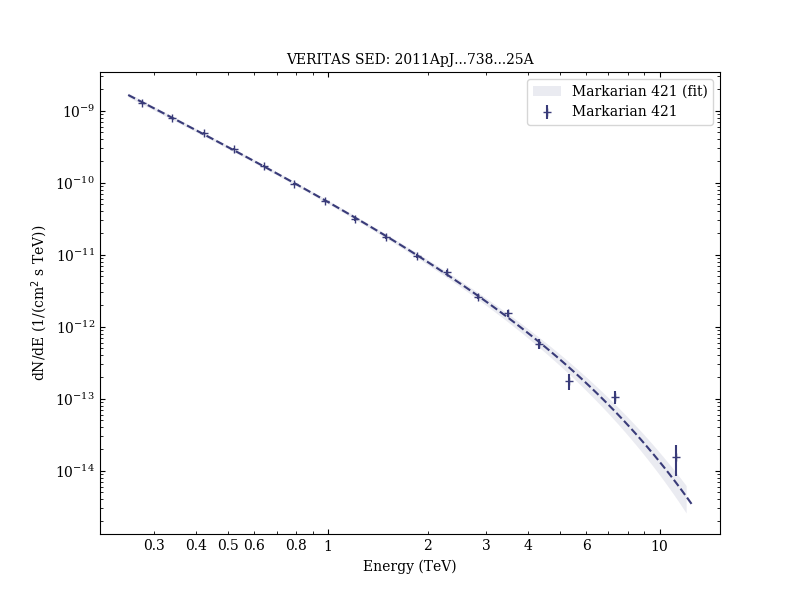 VERITAS SED: 2011ApJ...738...25A
Markarian 421 (fit)
Markarian 421
dN/dE (1/(cm² s TeV))
10⁻⁹
10⁻¹⁰
10⁻¹¹
10⁻¹²
10⁻¹³
10⁻¹⁴
0.3 0.4 0.5 0.6 0.8 1 2 3 4 6 10
Energy (TeV)